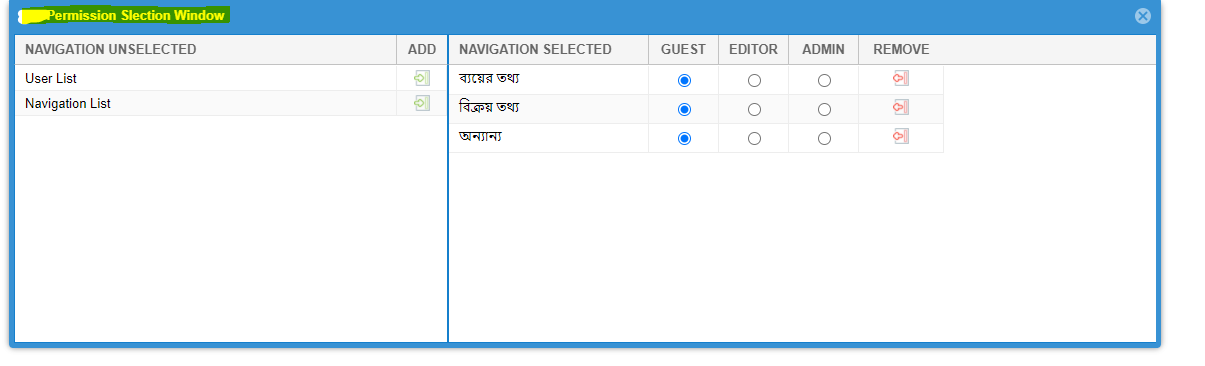 Permission Slection Window
NAVIGATION UNSELECTED ADD NAVIGATION SELECTED GUEST EDITOR ADMIN REMOVE
User List ব্যয়ের তথ্য
Navigation List বিক্রয় তথ্য
অন্যান্য